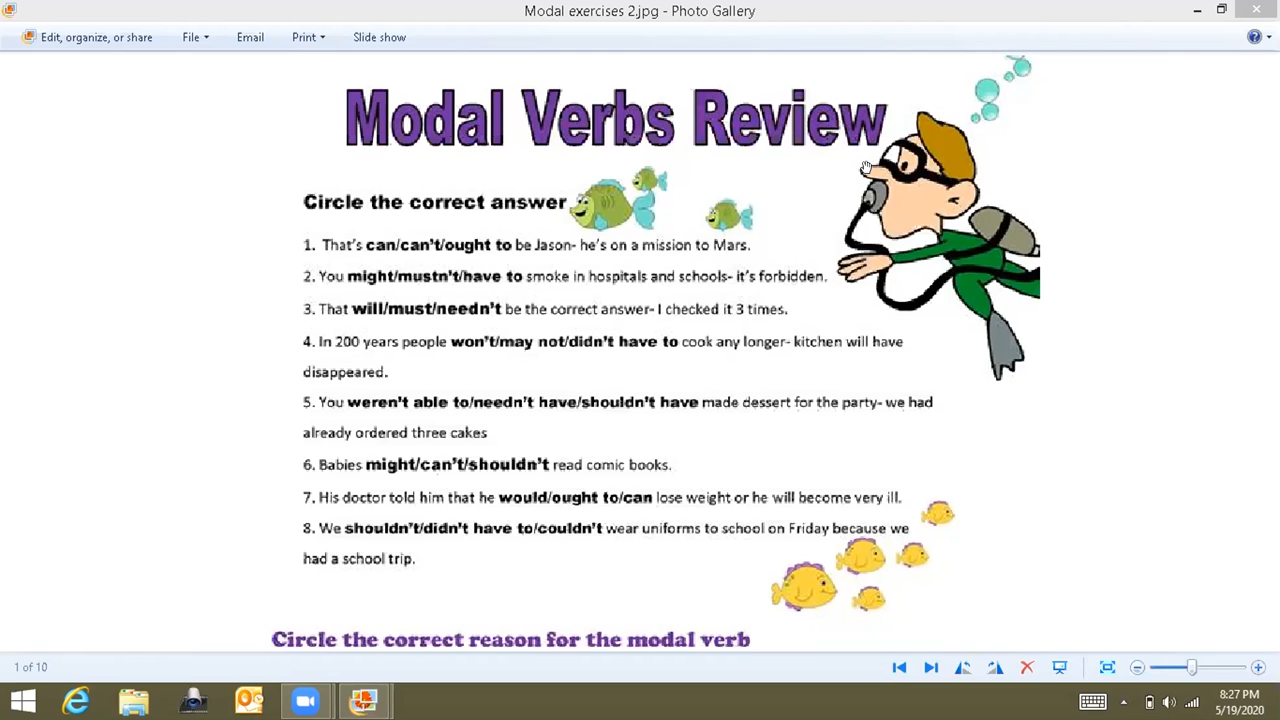 Modal exercises 2.jpg - Photo Gallery
Edit, organize, or share File Email Print Slide show
Modal Verbs Review
Circle the correct answer
1. That's can/can't/ought to be Jason- he's on a mission to Mars.
2. You might/mustn't/have to smoke in hospitals and schools- it's forbidden.
3. That will/must/needn't be the correct answer- I checked it 3 times.
4. In 200 years people won't/may not/didn't have to cook any longer- kitchen will have
disappeared.
5. You weren't able to/needn't have/shouldn't have made dessert for the party- we had
already ordered three cakes
6. Babies might/can't/shouldn't read comic books.
7. His doctor told him that he would/ought to/can lose weight or he will become very ill.
8. We shouldn't/didn't have to/couldn't wear uniforms to school on Friday because we
had a school trip.
Circle the correct reason for the modal verb
1 of 10
8:27 PM
5/19/2020